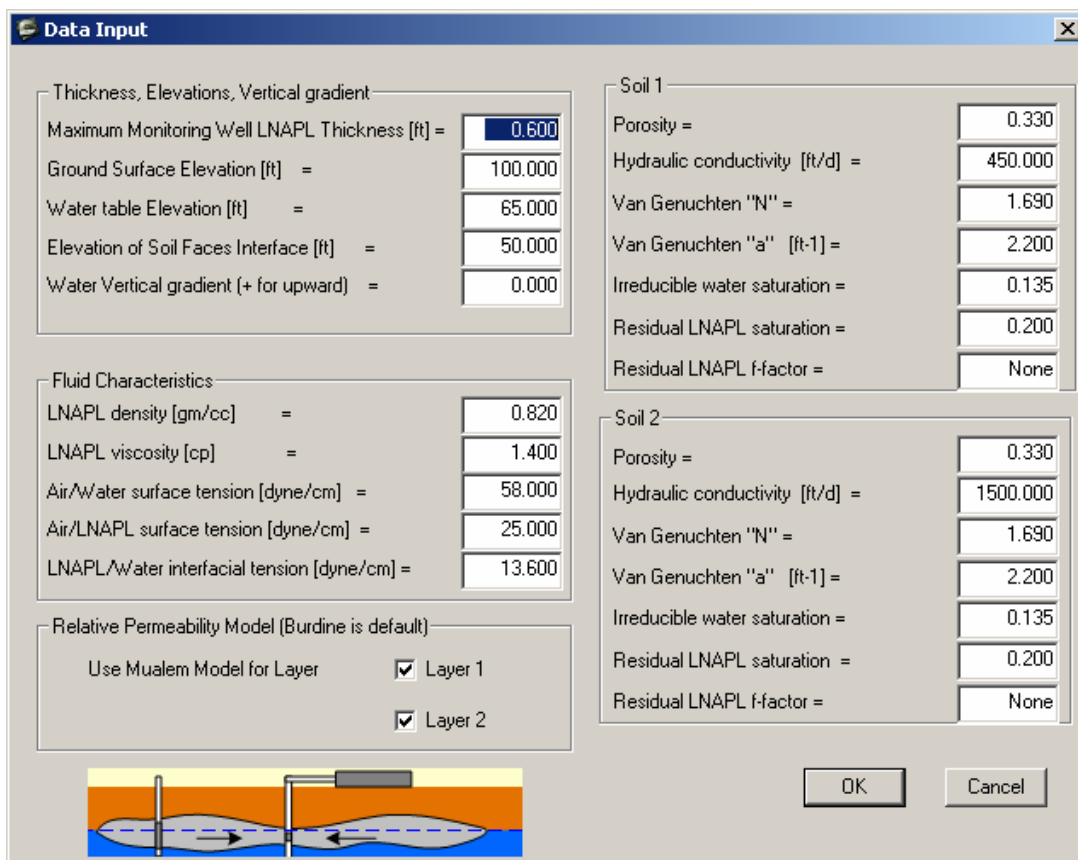 Data Input
Thickness, Elevations, Vertical gradient
Maximum Monitoring Well LNAPL Thickness [ft] = 0.600
Ground Surface Elevation [ft] = 100.000
Water table Elevation [ft] = 65.000
Elevation of Soil Faces Interface [ft] = 50.000
Water Vertical gradient (+ for upward) = 0.000
Fluid Characteristics
LNAPL density [gm/cc] = 0.820
LNAPL viscosity [cp] = 1.400
Air/Water surface tension [dyne/cm] = 58.000
Air/LNAPL surface tension [dyne/cm] = 25.000
LNAPL/Water interfacial tension [dyne/cm] = 13.600
Relative Permeability Model (Burdine is default)
Use Mualem Model for Layer Layer 1
Layer 2
Soil 1
Porosity = 0.330
Hydraulic conductivity [ft/d] = 450.000
Van Genuchten "N" = 1.690
Van Genuchten "a" [ft-1] = 2.200
Irreducible water saturation = 0.135
Residual LNAPL saturation = 0.200
Residual LNAPL f-factor = None
Soil 2
Porosity = 0.330
Hydraulic conductivity [ft/d] = 1500.000
Van Genuchten "N" = 1.690
Van Genuchten "a" [ft-1] = 2.200
Irreducible water saturation = 0.135
Residual LNAPL saturation = 0.200
Residual LNAPL f-factor = None
OK Cancel